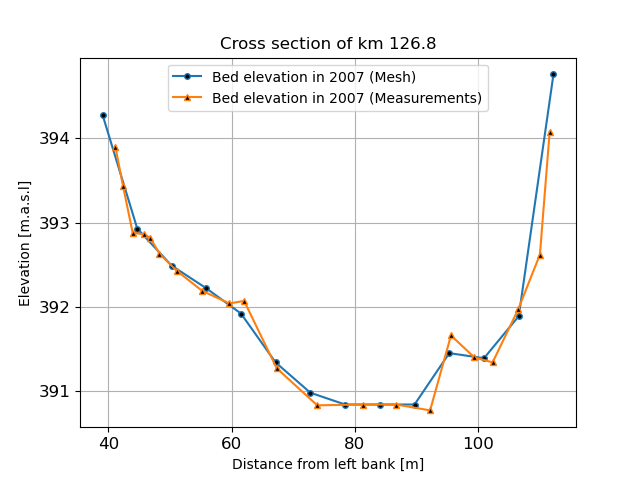 Cross section of km 126.8
Bed elevation in 2007 (Mesh)
Bed elevation in 2007 (Measurements)
394
393
392
391
Elevation [m.a.s.l]
40 60 80 100
Distance from left bank [m]